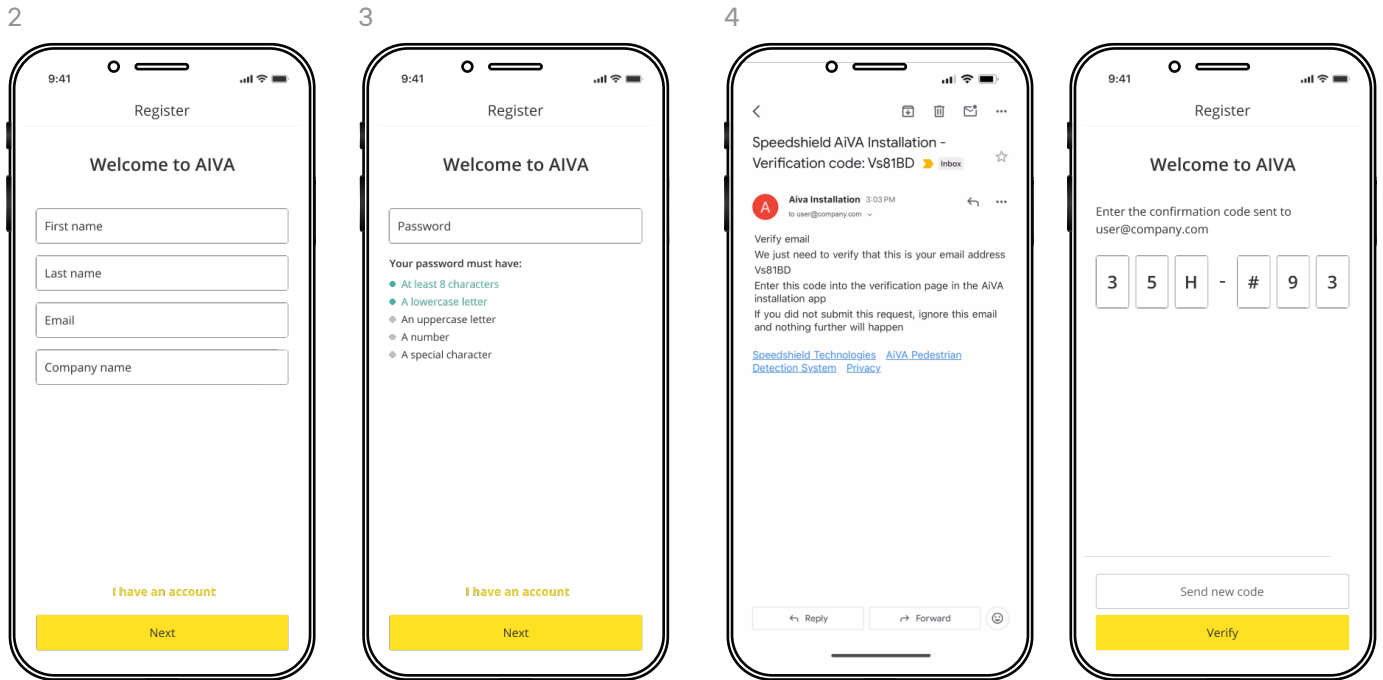 2
9:41
Register
Welcome to AIVA
First name
Last name
Email
Company name
I have an account
Next
3
9:41
Register
Welcome to AIVA
Password
Your password must have:
At least 8 characters
A lowercase letter
An uppercase letter
A number
A special character
I have an account
Next
4
Speedshield AiVA Installation -
Verification code: Vs81BD Inbox
A
Aiva Installation 3:03 PM
to user@company.com
Verify email
We just need to verify that this is your email address
Vs81BD
Enter this code into the verification page in the AiVA
installation app
If you did not submit this request, ignore this email
and nothing further will happen
Speedshield Technologies AiVA Pedestrian
Detection System Privacy
Reply Forward
9:41
Register
Welcome to AIVA
Enter the confirmation code sent to
user@company.com
3 5 H - # 9 3
Send new code
Verify